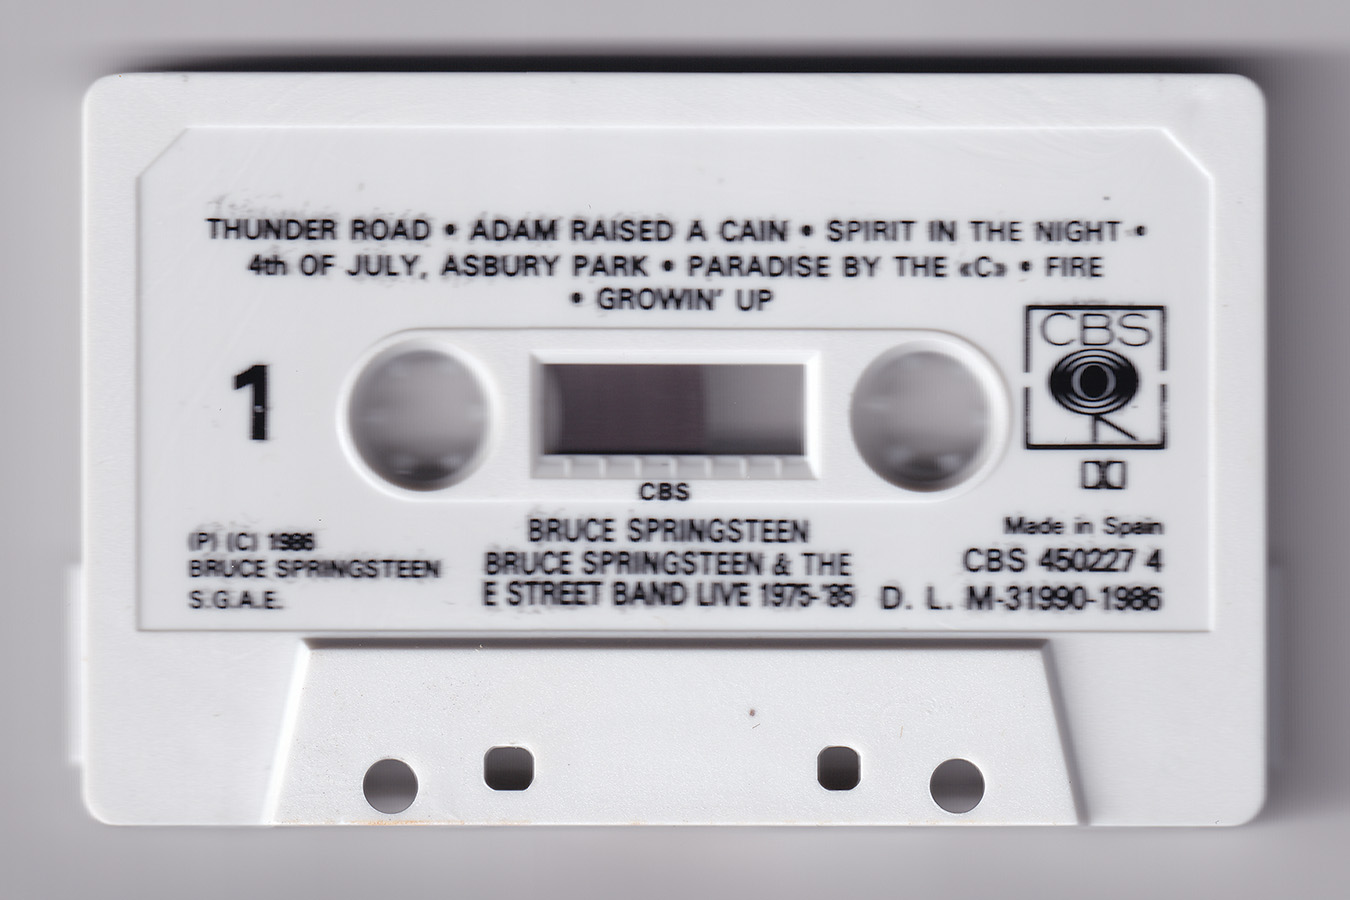 THUNDER ROAD • ADAM RAISED A CAIN • SPIRIT IN THE NIGHT •
4th OF JULY, ASBURY PARK • PARADISE BY THE «C» • FIRE
• GROWIN' UP
CBS
1
CBS
(P) (C) 1986
BRUCE SPRINGSTEEN
S.G.A.E.
BRUCE SPRINGSTEEN
BRUCE SPRINGSTEEN & THE
E STREET BAND LIVE 1975-'85
Made in Spain
CBS 450227 4
D. L. M-31990-1986